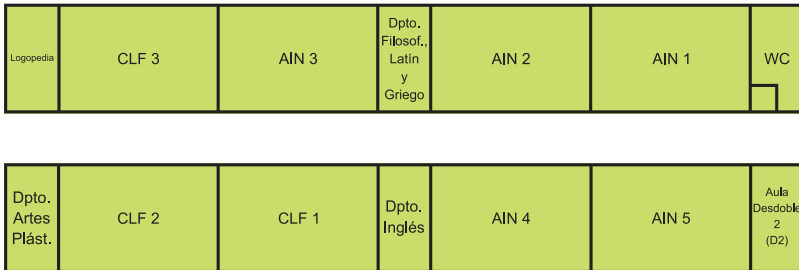 Logopedia
CLF 3
AIN 3
Dpto.
Filosof.,
Latín
y
Griego
AIN 2
AIN 1
WC
Dpto.
Artes
Plást.
CLF 2
CLF 1
Dpto.
Inglés
AIN 4
AIN 5
Aula
Desdoble
2
(D2)